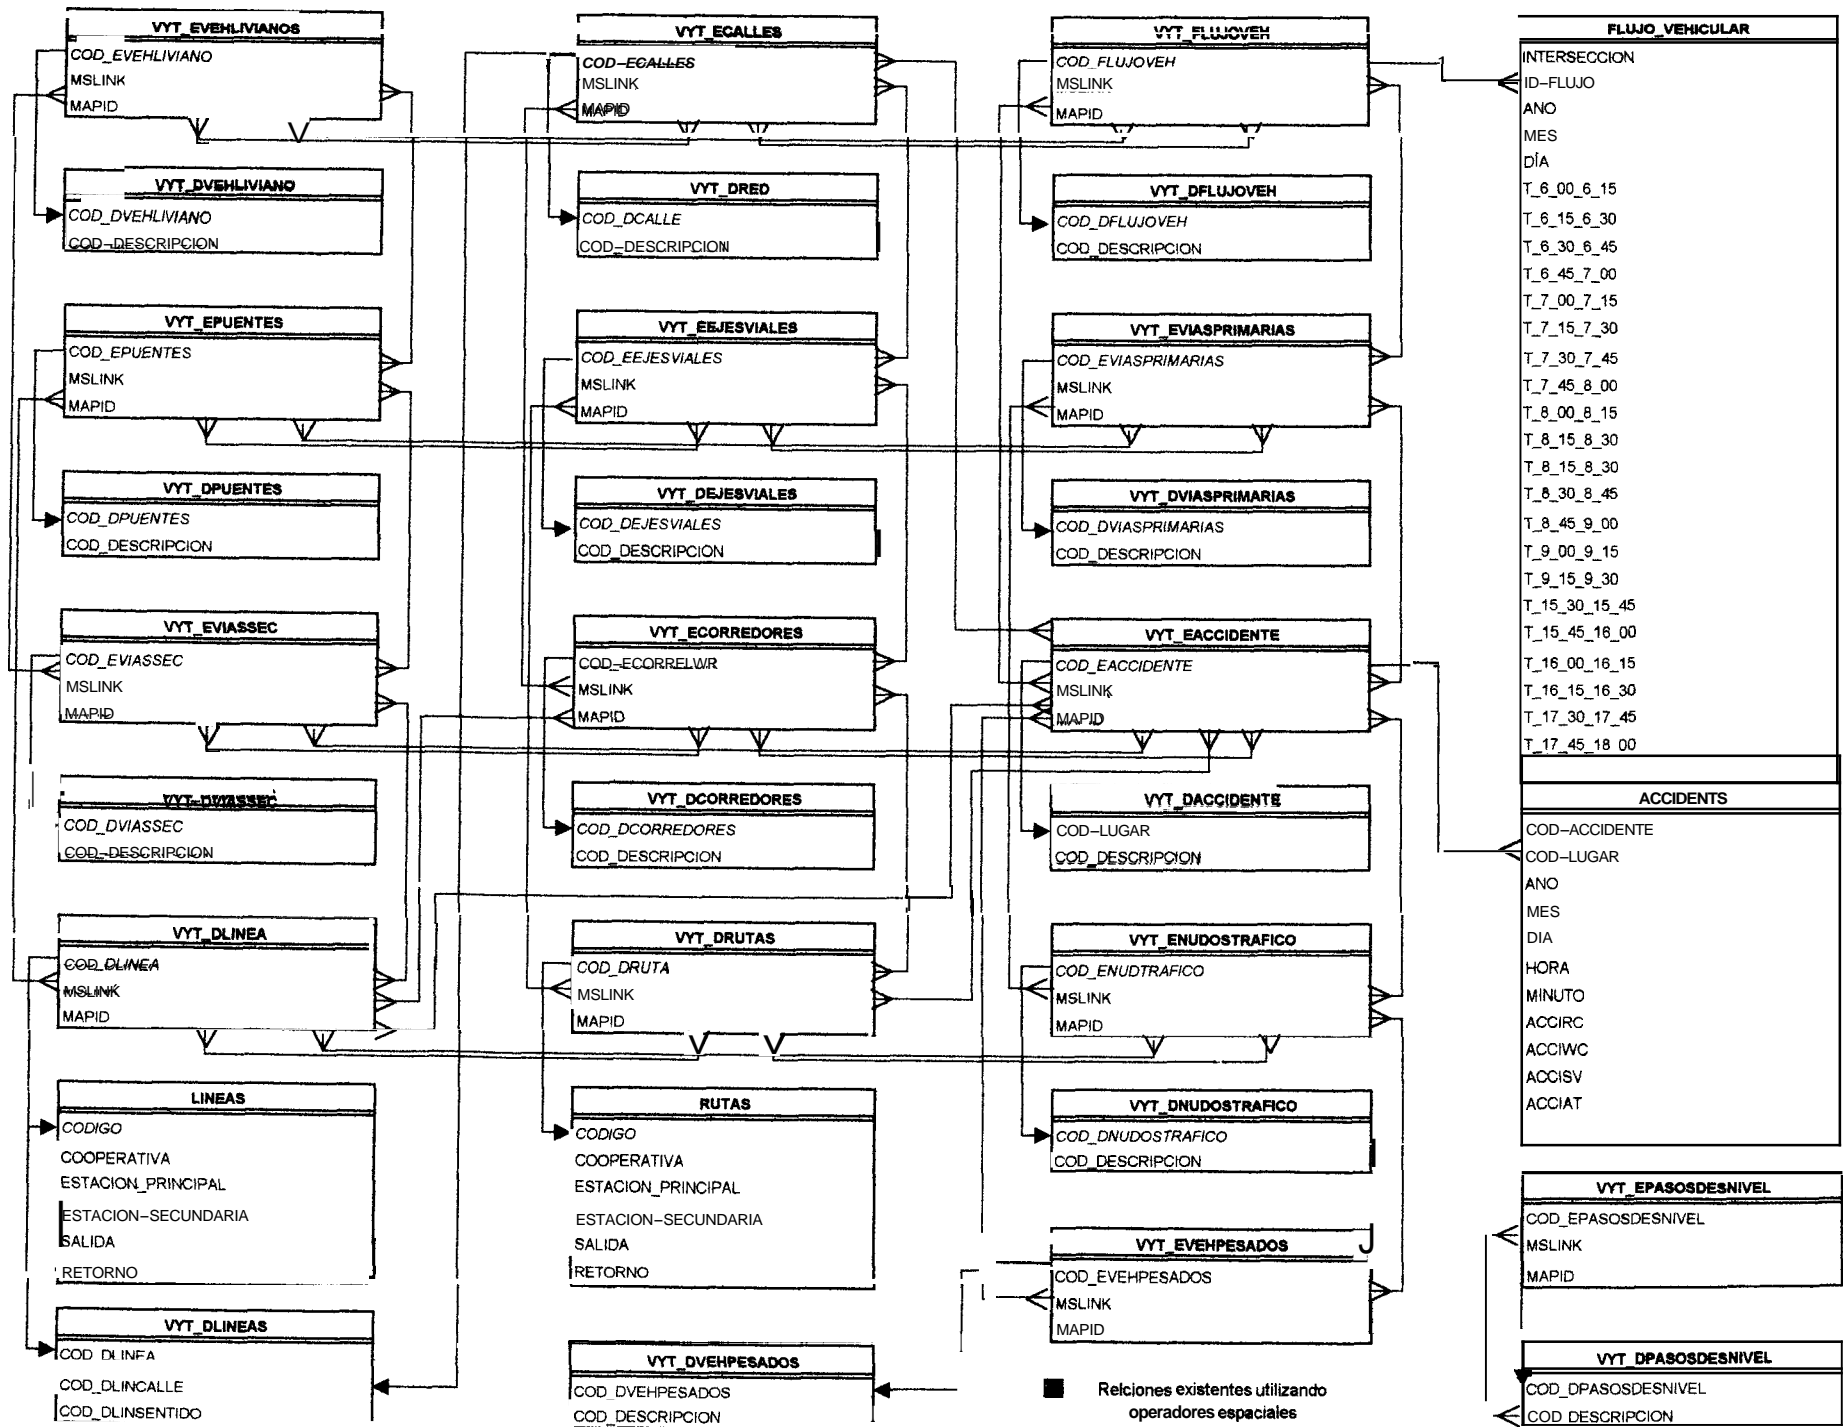 VYT_EVEHLIVIANOS
COD_EVEHLIVIANO
MSLINK
MAPID
VYT_DVEHLIVIANO
COD_DVEHLIVIANO
COD-DESCRIPCION
VYT_EPUENTES
COD_EPUENTES
MSLINK
MAPID
VYT_DPUENTES
COD_DPUENTES
COD_DESCRIPCION
VYT_EVIASSEC
COD_EVIASSEC
MSLINK
MAPID
VYT-DVIASSEC
COD_DVIASSEC
COD-DESCRIPCION
VYT_DLINEA
COD_DLINEA
MSLINK
MAPID
LINEAS
CODIGO
COOPERATIVA
ESTACION_PRINCIPAL
ESTACION-SECUNDARIA
SALIDA
RETORNO
VYT_DLINEAS
COD_DLINEA
COD_DLINCALLE
COD_DLINSENTIDO
VYT_ECALLES
COD-ECALLES
MSLINK
MAPID
VYT_DRED
COD_DCALLE
COD-DESCRIPCION
VYT_EEJESVIALES
COD_EEJESVIALES
MSLINK
MAPID
VYT_DEJESVIALES
COD_DEJESVIALES
COD_DESCRIPCION
VYT_ECORREDORES
COD-ECORRELWR
MSLINK
MAPID
VYT_DCORREDORES
COD_DCORREDORES
COD_DESCRIPCION
VYT_DRUTAS
COD_DRUTA
MSLINK
MAPID
RUTAS
CODIGO
COOPERATIVA
ESTACION_PRINCIPAL
ESTACION-SECUNDARIA
SALIDA
RETORNO
VYT_DVEHPESADOS
COD_DVEHPESADOS
COD_DESCRIPCION
VYT_FLUJOVEH
COD_FLUJOVEH
MSLINK
MAPID
VYT_DFLUJOVEH
COD_DFLUJOVEH
COD_DESCRIPCION
VYT_EVIASPRIMARIAS
COD_EVIASPRIMARIAS
MSLINK
MAPID
VYT_DVIASPRIMARIAS
COD_DVIASPRIMARIAS
COD_DESCRIPCION
VYT_EACCIDENTE
COD_EACCIDENTE
MSLINK
MAPID
VYT_DACCIDENTE
COD-LUGAR
COD_DESCRIPCION
VYT_ENUDOSTRAFICO
COD_ENUDTRAFICO
MSLINK
MAPID
VYT_DNUDOSTRAFICO
COD_DNUDOSTRAFICO
COD_DESCRIPCION
VYT_EVEHPESADOS
COD_EVEHPESADOS
MSLINK
MAPID
Relciones existentes utilizando
operadores espaciales
FLUJO_VEHICULAR
INTERSECCION
ID-FLUJO
ANO
MES
DÍA
T_6_00_6_15
T_6_15_6_30
T_6_30_6_45
T_6_45_7_00
T_7_00_7_15
T_7_15_7_30
T_7_30_7_45
T_7_45_8_00
T_8_00_8_15
T_8_15_8_30
T_8_15_8_30
T_8_30_8_45
T_8_45_9_00
T_9_00_9_15
T_9_15_9_30
T_15_30_15_45
T_15_45_16_00
T_16_00_16_15
T_16_15_16_30
T_17_30_17_45
T_17_45_18 00
ACCIDENTS
COD-ACCIDENTE
COD-LUGAR
ANO
MES
DIA
HORA
MINUTO
ACCIRC
ACCIWC
ACCISV
ACCIAT
VYT_EPASOSDESNIVEL
COD_EPASOSDESNIVEL
MSLINK
MAPID
VYT_DPASOSDESNIVEL
COD_DPASOSDESNIVEL
COD DESCRIPCION